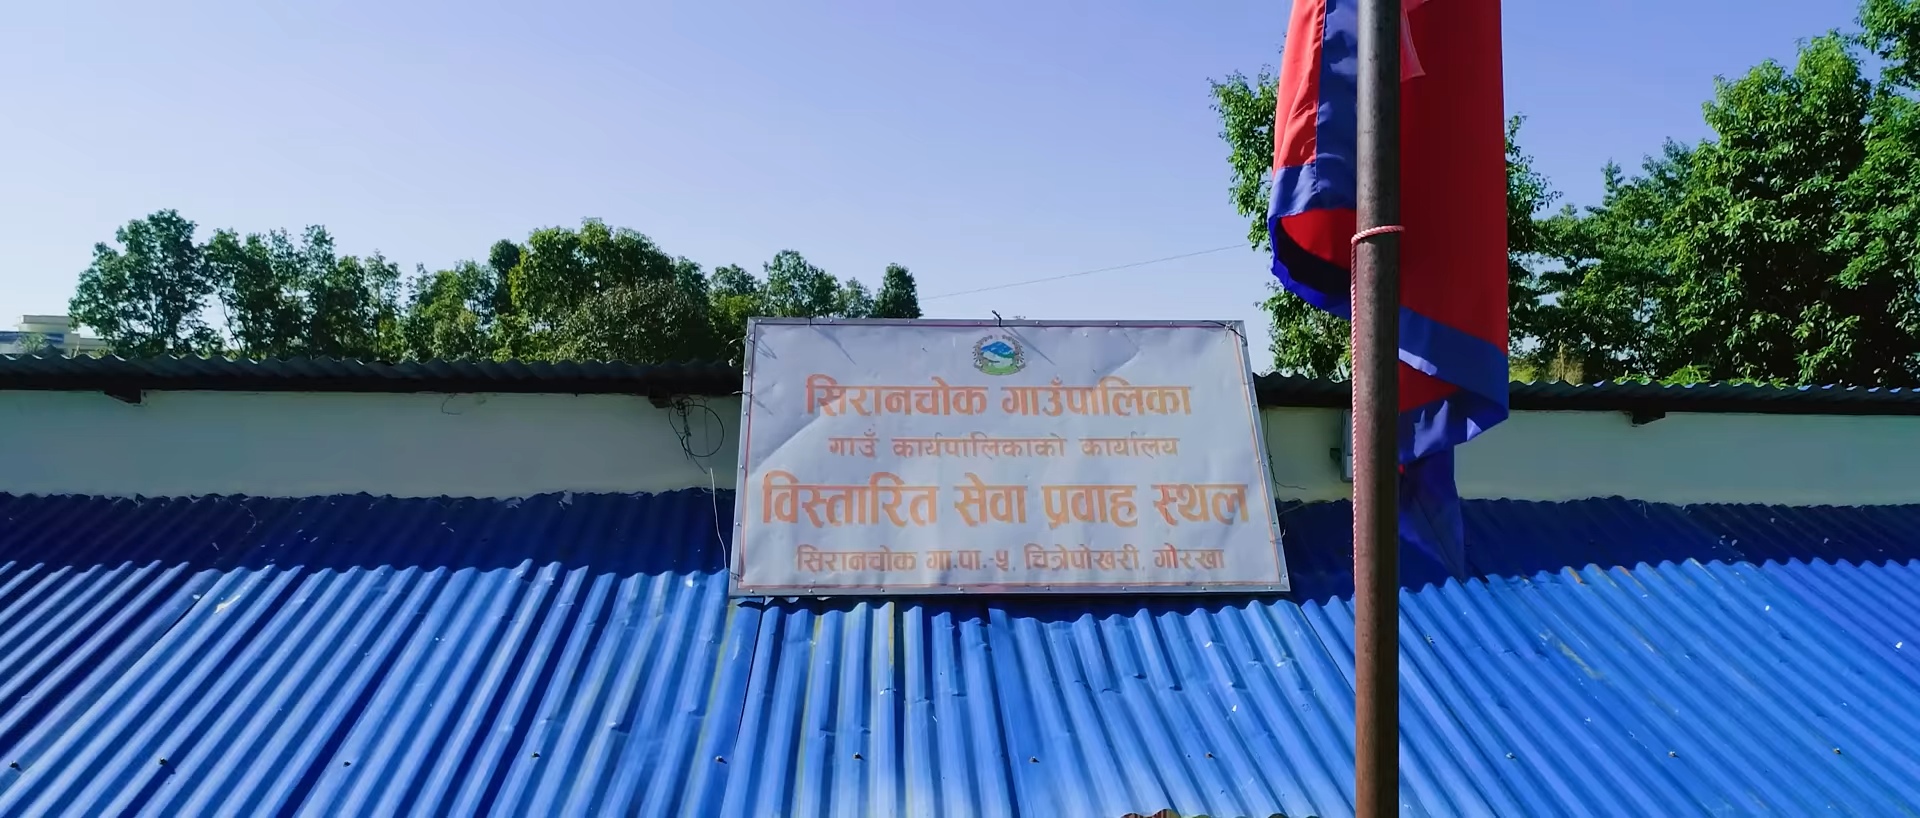 सिरानचोक गाउँपालिका
गाउँ कार्यपालिकाको कार्यालय
विस्तारित सेवा प्रवाह स्थल
सिरानचोक गा.पा.-५, चित्रेपोखरी, गोरखा